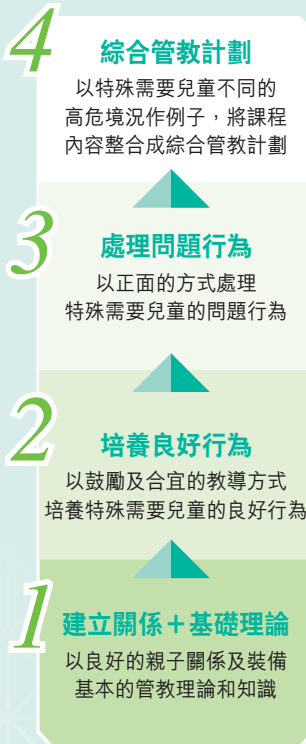 4
綜合管教計劃
以特殊需要兒童不同的
高危境況作例子，將課程
內容整合成綜合管教計劃
3
處理問題行為
以正面的方式處理
特殊需要兒童的問題行為
2
培養良好行為
以鼓勵及合宜的教導方式
培養特殊需要兒童的良好行為
1
建立關係＋基礎理論
以良好的親子關係及裝備
基本的管教理論和知識